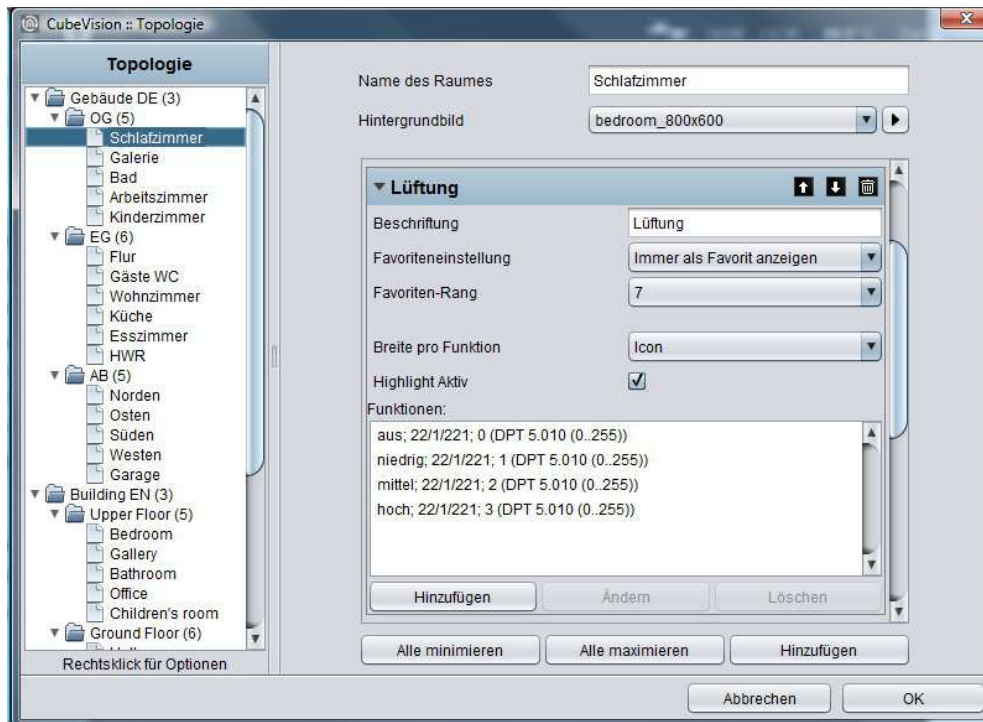 CubeVision :: Topologie
Topologie
Gebäude DE (3)
OG (5)
Schlafzimmer
Galerie
Bad
Arbeitszimmer
Kinderzimmer
EG (6)
Flur
Gäste WC
Wohnzimmer
Küche
Esszimmer
HWR
AB (5)
Norden
Osten
Süden
Westen
Garage
Building EN (3)
Upper Floor (5)
Bedroom
Gallery
Bathroom
Office
Children's room
Ground Floor (6)
Rechtsklick für Optionen
Name des Raumes Schlafzimmer
Hintergrundbild bedroom_800x600
Lüftung
Beschriftung Lüftung
Favoriteneinstellung Immer als Favorit anzeigen
Favoriten-Rang 7
Breite pro Funktion Icon
Highlight Aktiv
Funktionen:
aus; 22/1/221; 0 (DPT 5.010 (0..255))
niedrig; 22/1/221; 1 (DPT 5.010 (0..255))
mittel; 22/1/221; 2 (DPT 5.010 (0..255))
hoch; 22/1/221; 3 (DPT 5.010 (0..255))
Hinzufügen Ändern Löschen
Alle minimieren Alle maximieren Hinzufügen
Abbrechen OK